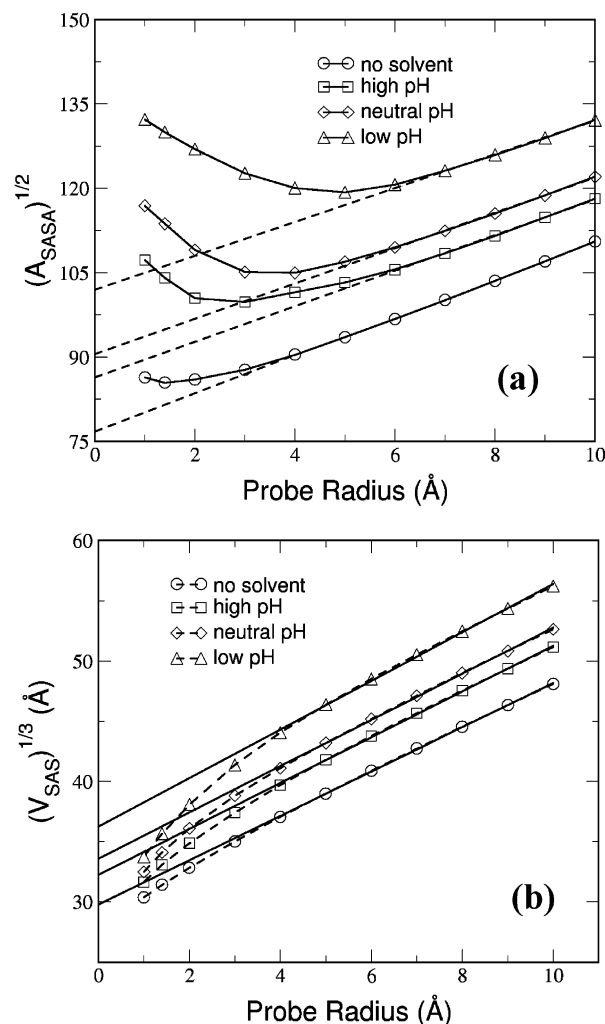 150
135
120
105
90
75
(A_SASA)^1/2
no solvent
high pH
neutral pH
low pH
(a)
0 2 4 6 8 10
Probe Radius (Å)
60
50
40
30
(V_SAS)^1/3 (Å)
no solvent
high pH
neutral pH
low pH
(b)
0 2 4 6 8 10
Probe Radius (Å)